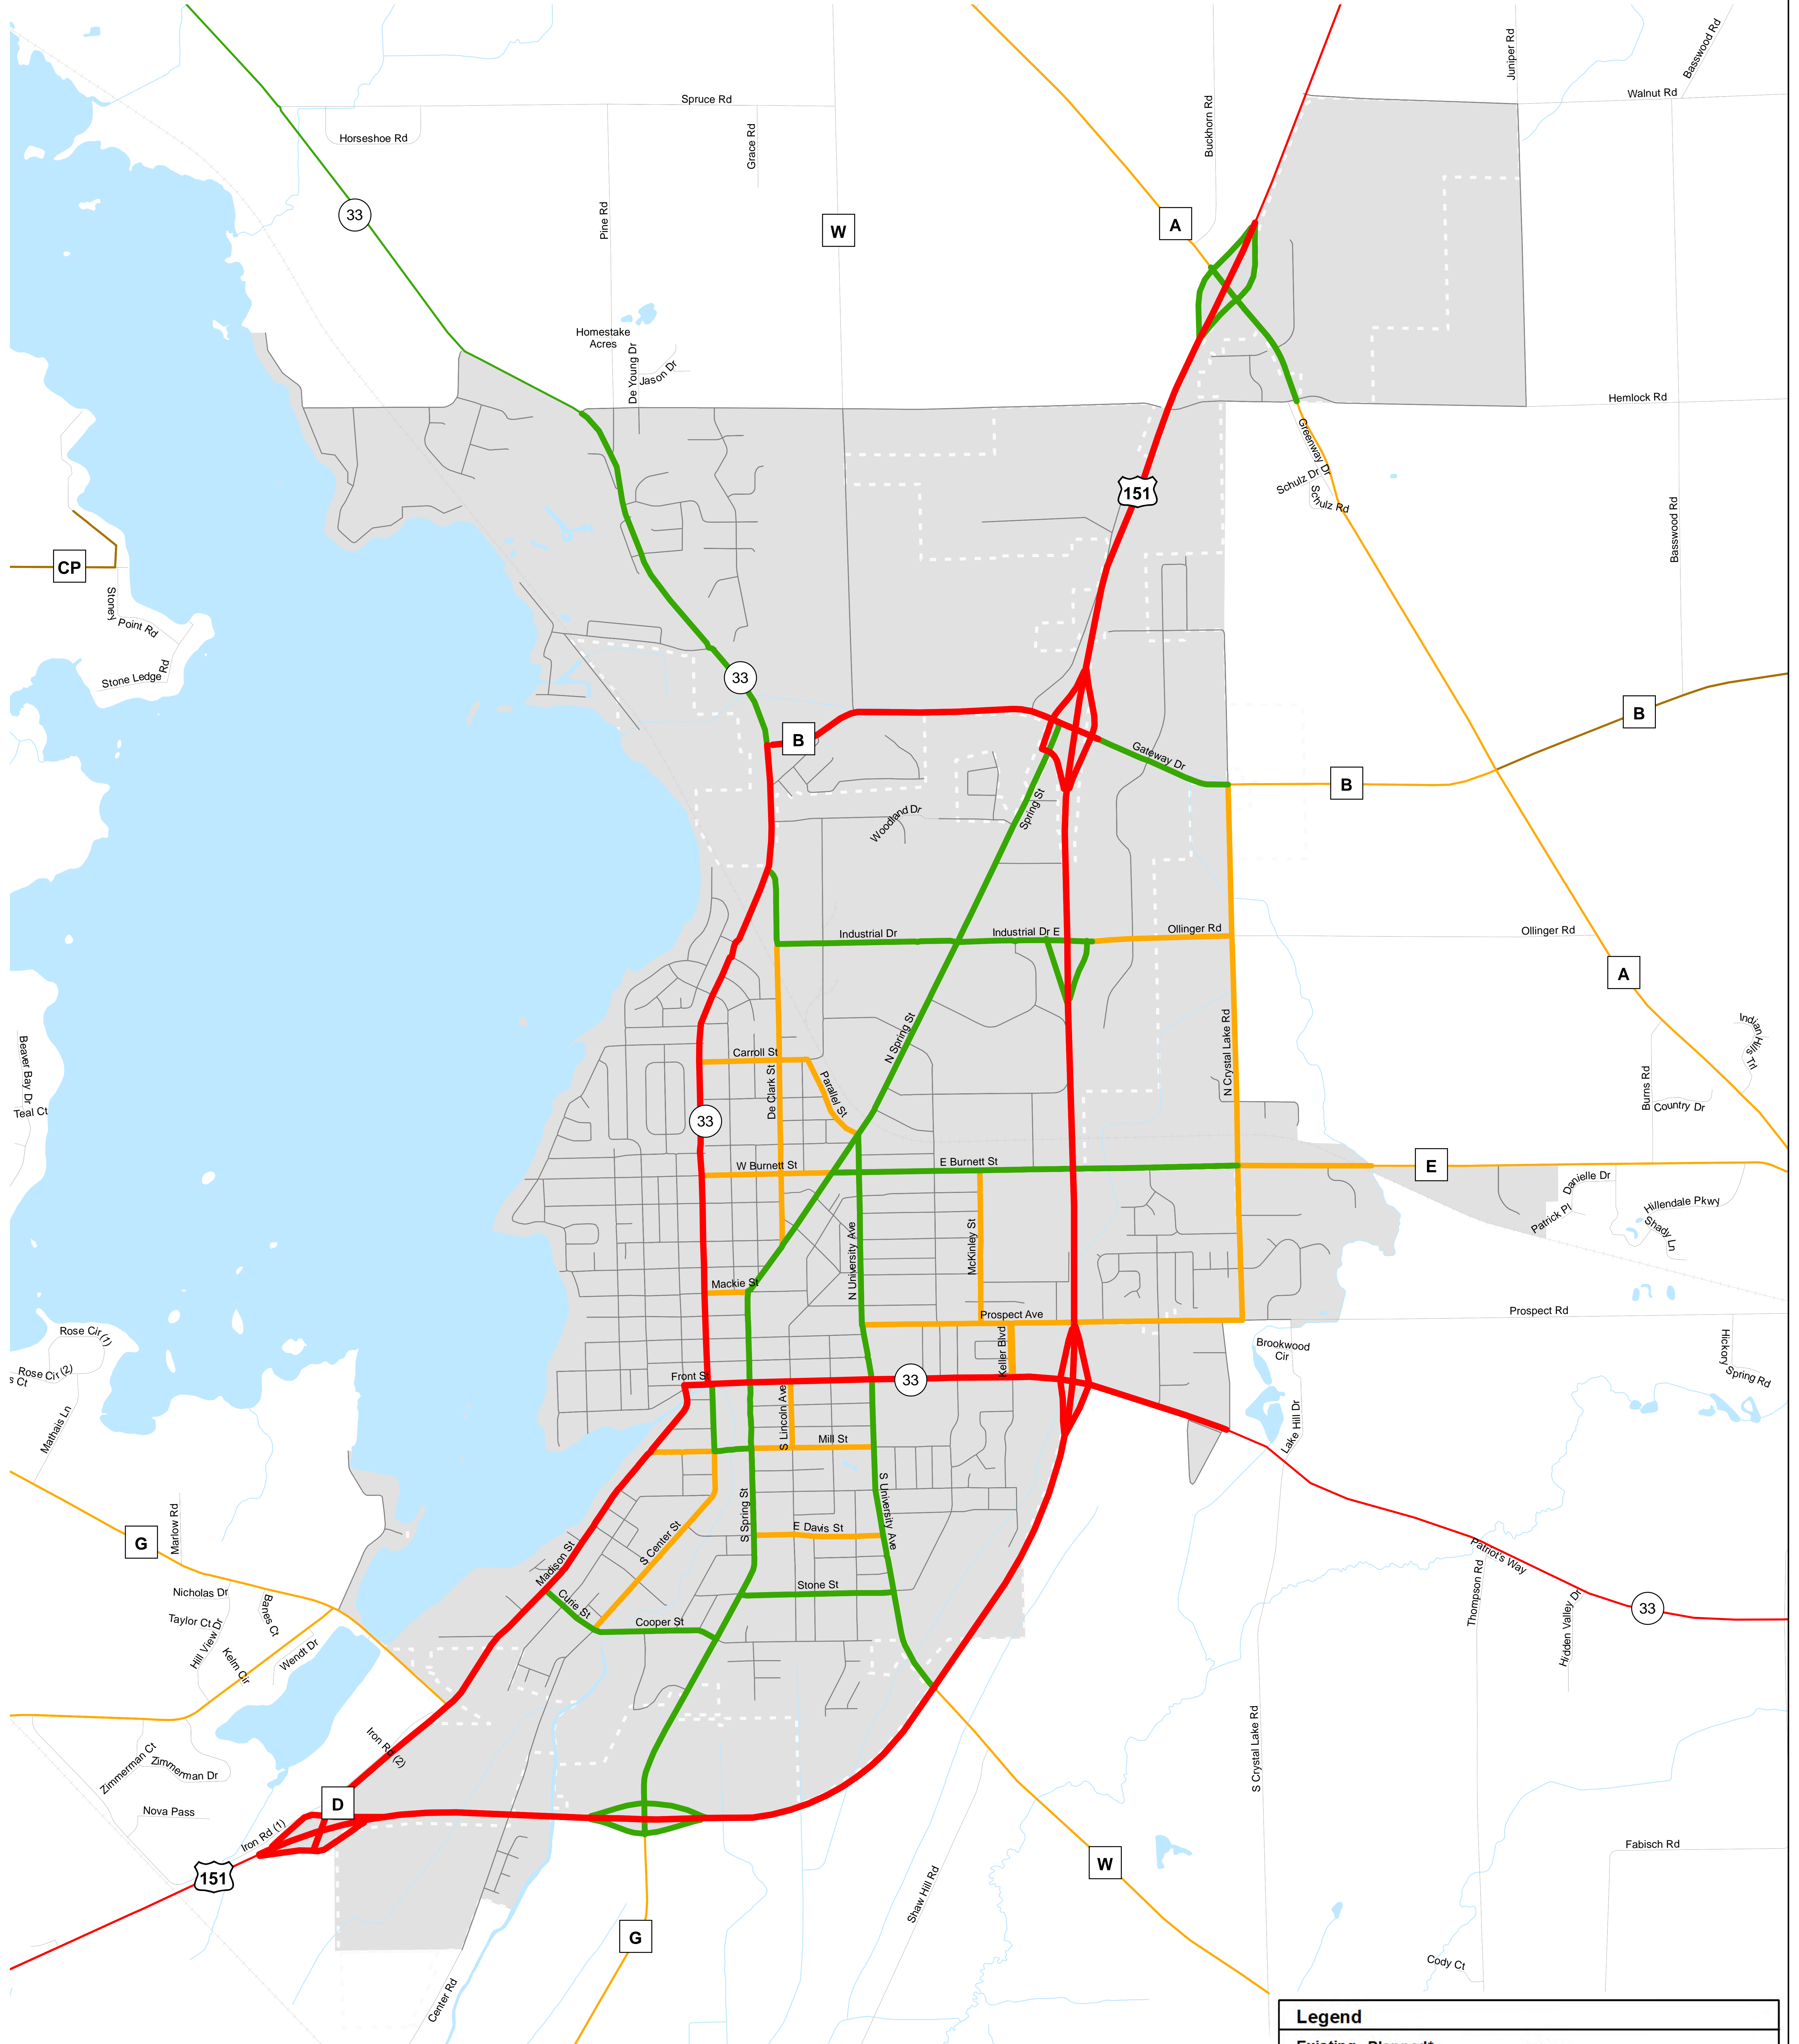 Juniper Rd
Basswood Rd
Walnut Rd
Spruce Rd
Buckhorn Rd
Grace Rd
Horseshoe Rd
33
Pine Rd
W
A
Homestake
Acres
De Young Dr
Jason Dr
Hemlock Rd
Greenway Dr
Schulz Dr
Schulz Rd
151
Basswood Rd
CP
Stoney Point Rd
Stone Ledge Rd
33
B
B
Gateway Dr
B
Spring St
Woodland Dr
Industrial Dr
Industrial Dr E
Ollinger Rd
Ollinger Rd
A
N Spring St
N Crystal Lake Rd
Indian Hills Trl
Beaver Bay Dr
Teal Ct
Carroll St
De Clark St
Parallel St
Burns Rd
Country Dr
33
W Burnett St
E Burnett St
E
Danielle Dr
Patrick Pl
Hillendale Pkwy
Shady Ln
N University Ave
McKinley St
Mackie St
Prospect Ave
Prospect Rd
Rose Cir (1)
Rose Cir (2)
s Ct
Keller Blvd
Brookwood
Cir
Hickory
Spring Rd
Front St
33
S Lincoln Ave
Mathais Ln
Mill St
Lake Hill Dr
G
Marlow Rd
S Spring St
S University Ave
E Davis St
S Center St
Madison St
Patriot's Way
Thompson Rd
Nicholas Dr
Banes Ct
Curie St
Stone St
Hidden Valley Dr
33
Taylor Ct
Hill View Dr
Kelm Cir
Wendt Dr
Cooper St
Iron Rd (2)
S Crystal Lake Rd
Zimmerman Ct
Zimmerman Dr
D
Nova Pass
Iron Rd (1)
151
W
Fabisch Rd
Shaw Hill Rd
G
Cody Ct
Center Rd
Legend